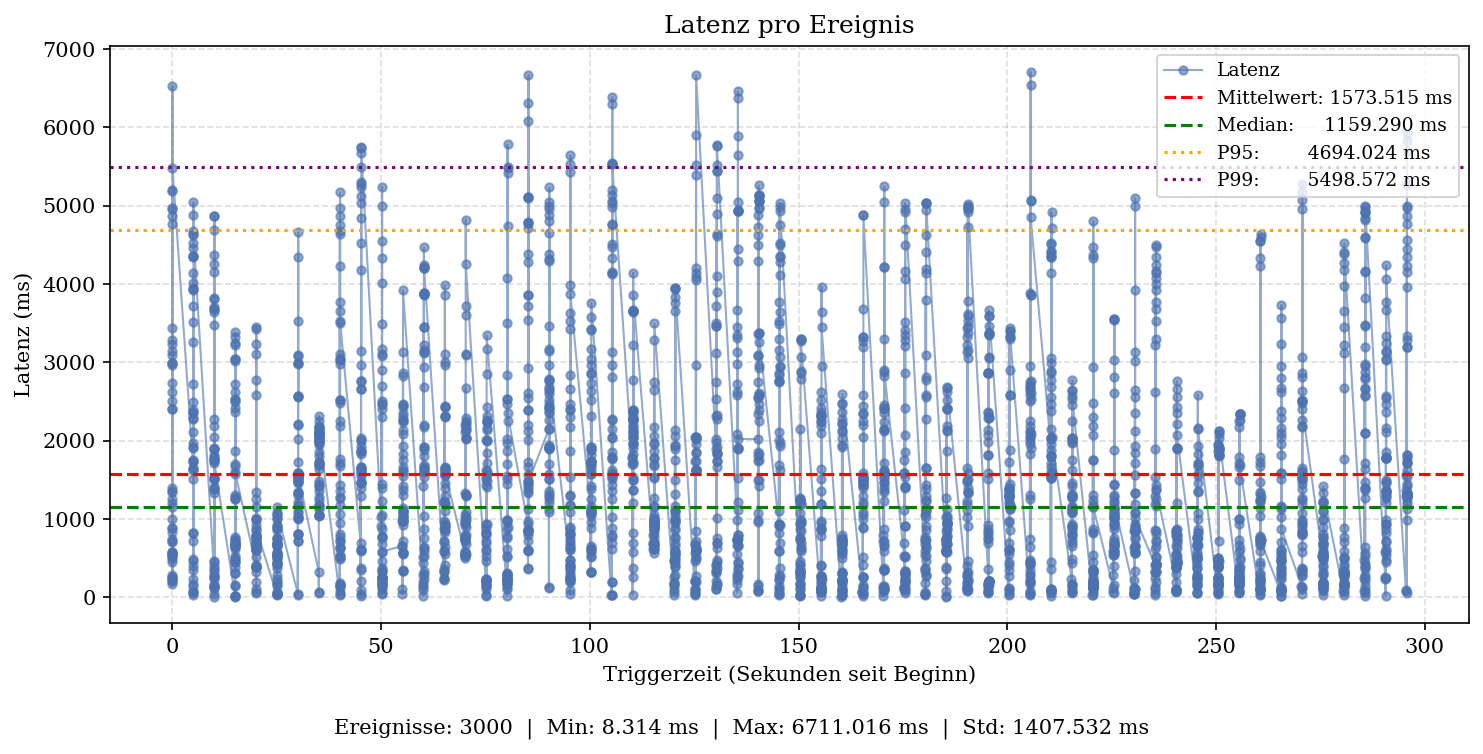 Latenz pro Ereignis
7000
6000
5000
4000
3000
2000
1000
0
Latenz (ms)
Latenz
Mittelwert: 1573.515 ms
Median: 1159.290 ms
P95: 4694.024 ms
P99: 5498.572 ms
0 50 100 150 200 250 300
Triggerzeit (Sekunden seit Beginn)
Ereignisse: 3000 | Min: 8.314 ms | Max: 6711.016 ms | Std: 1407.532 ms